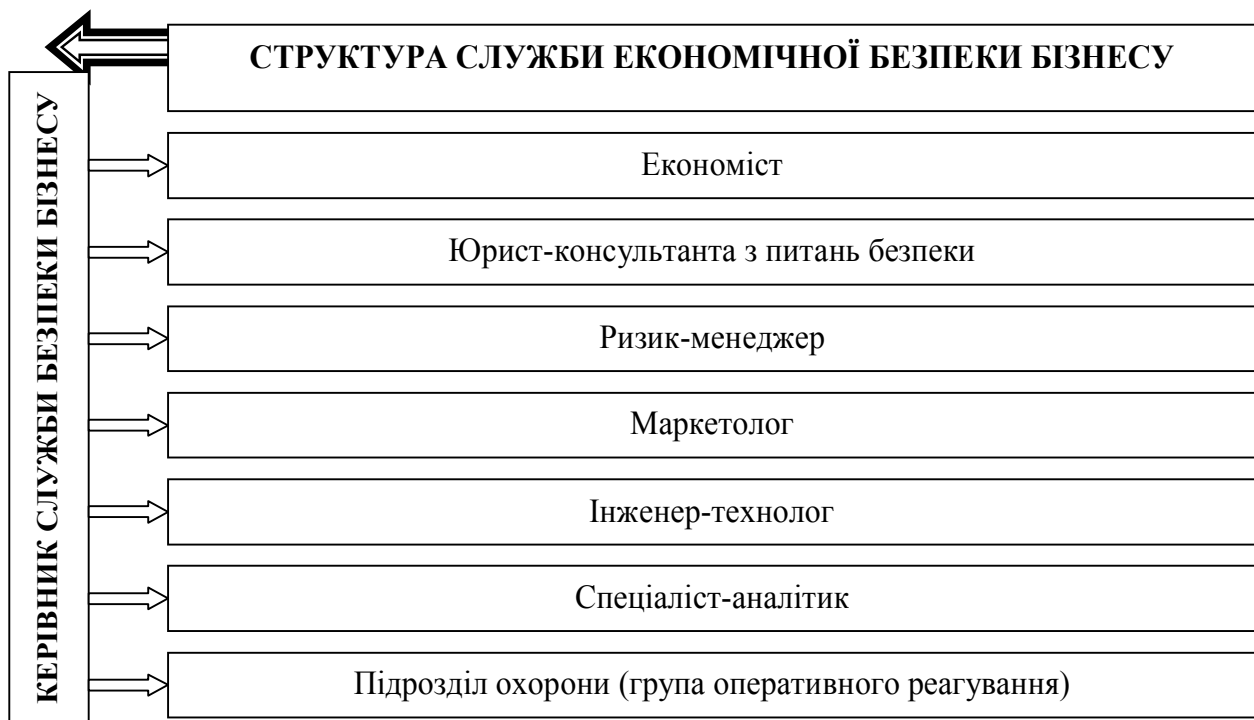 СТРУКТУРА СЛУЖБИ ЕКОНОМІЧНОЇ БЕЗПЕКИ БІЗНЕСУ
КЕРІВНИК СЛУЖБИ БЕЗПЕКИ БІЗНЕСУ
Економіст
Юрист-консультанта з питань безпеки
Ризик-менеджер
Маркетолог
Інженер-технолог
Спеціаліст-аналітик
Підрозділ охорони (група оперативного реагування)